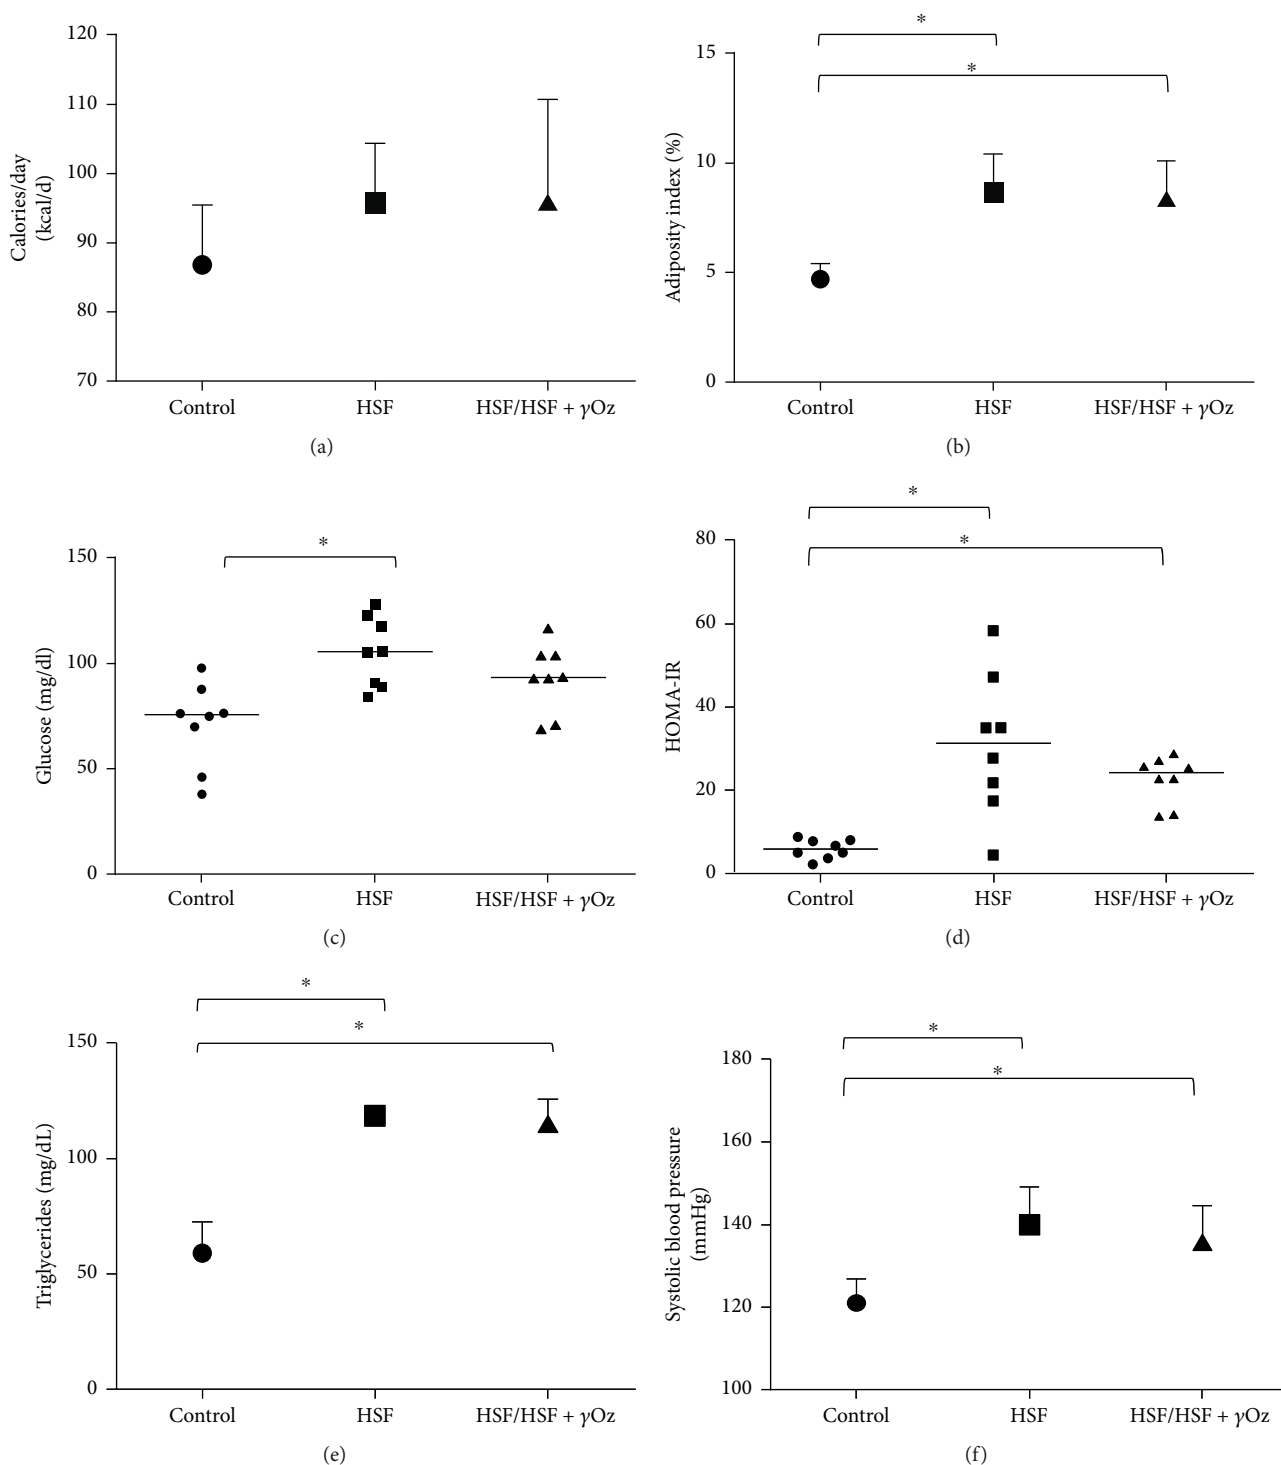 120
110
100
90
80
70
Calories/day
(kcal/d)
Control
HSF
HSF/HSF + γOz
(a)
*
*
15
10
5
0
Adiposity index (%)
Control
HSF
HSF/HSF + γOz
(b)
*
150
100
50
0
Glucose (mg/dl)
Control
HSF
HSF/HSF + γOz
(c)
*
*
80
60
40
20
0
HOMA-IR
Control
HSF
HSF/HSF + γOz
(d)
*
*
150
100
50
0
Triglycerides (mg/dL)
Control
HSF
HSF/HSF + γOz
(e)
*
*
180
160
140
120
100
Systolic blood pressure
(mmHg)
Control
HSF
HSF/HSF + γOz
(f)